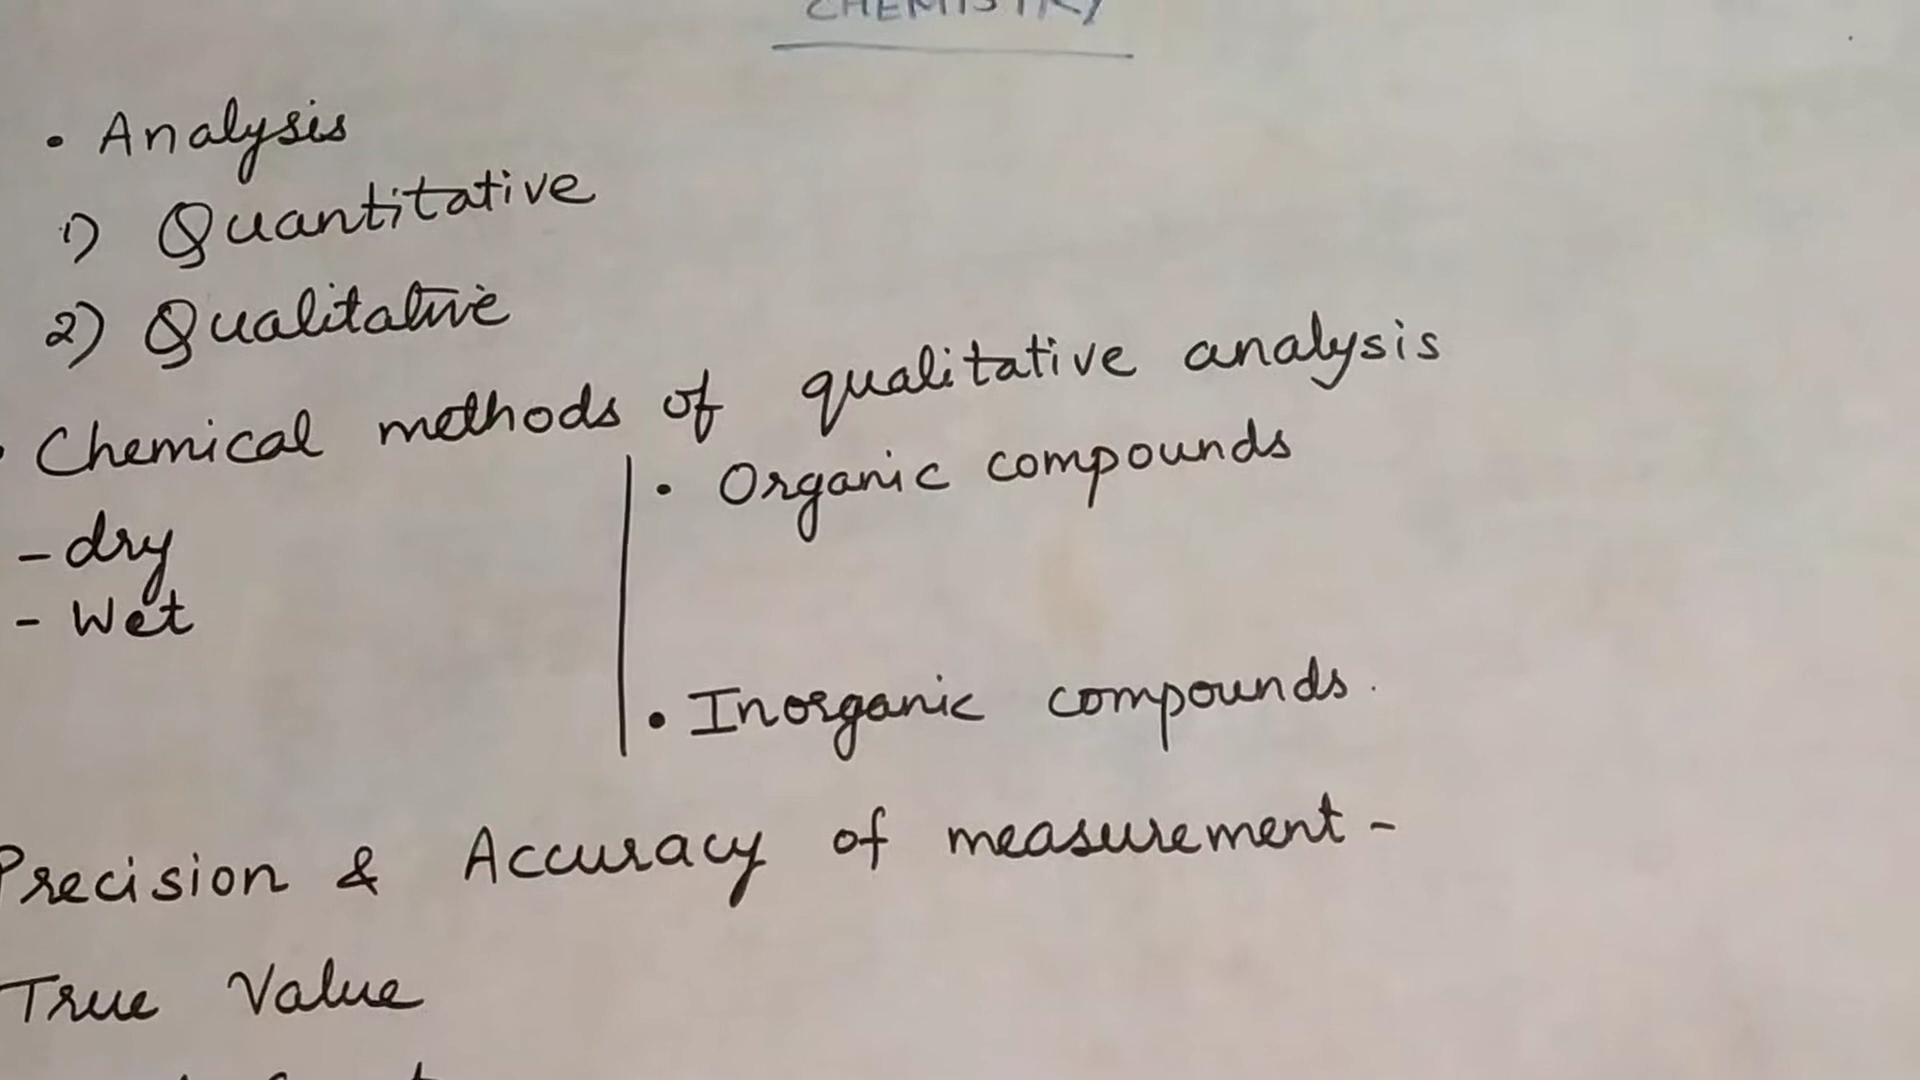 CHEMISTRY
• Analysis
1) Quantitative
2) Qualitative
• Chemical methods of qualitative analysis
- dry
- Wet
• Organic compounds
• Inorganic compounds.
Precision & Accuracy of measurement -
True Value